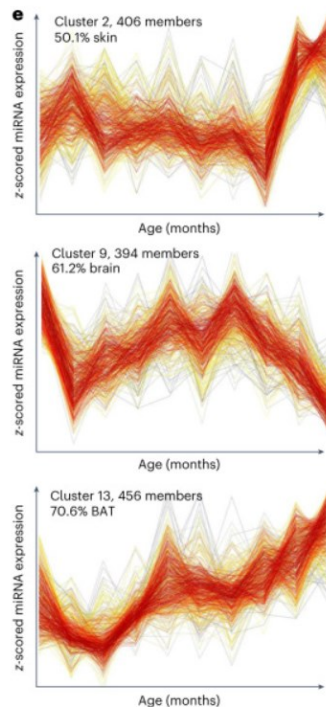 e
Cluster 2, 406 members
50.1% skin
z-scored miRNA expression
Age (months)
Cluster 9, 394 members
61.2% brain
z-scored miRNA expression
Age (months)
Cluster 13, 456 members
70.6% BAT
z-scored miRNA expression
Age (months)